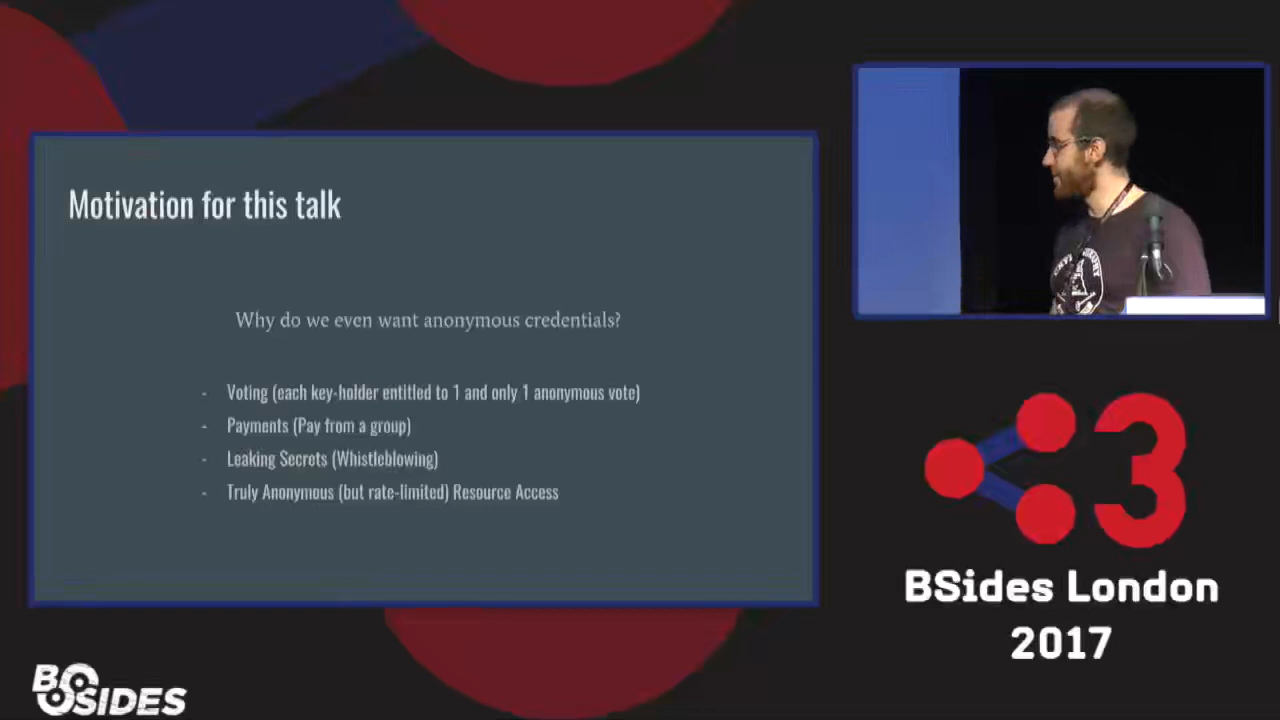 Motivation for this talk
Why do we even want anonymous credentials?
- Voting (each key-holder entitled to 1 and only 1 anonymous vote)
- Payments (Pay from a group)
- Leaking Secrets (Whistleblowing)
- Truly Anonymous (but rate-limited) Resource Access
3
BSides London
2017
BSIDES